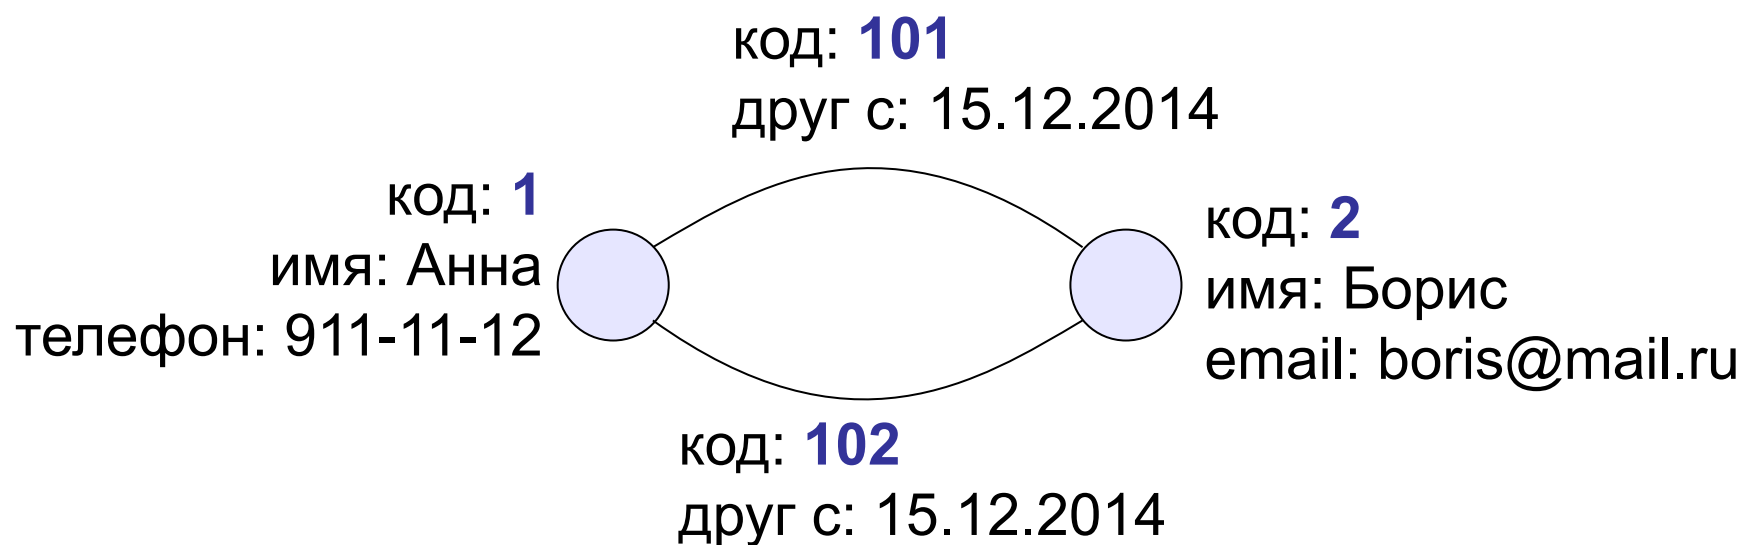 код: 101
друг с: 15.12.2014
код: 1
имя: Анна
телефон: 911-11-12
код: 2
имя: Борис
email: boris@mail.ru
код: 102
друг с: 15.12.2014